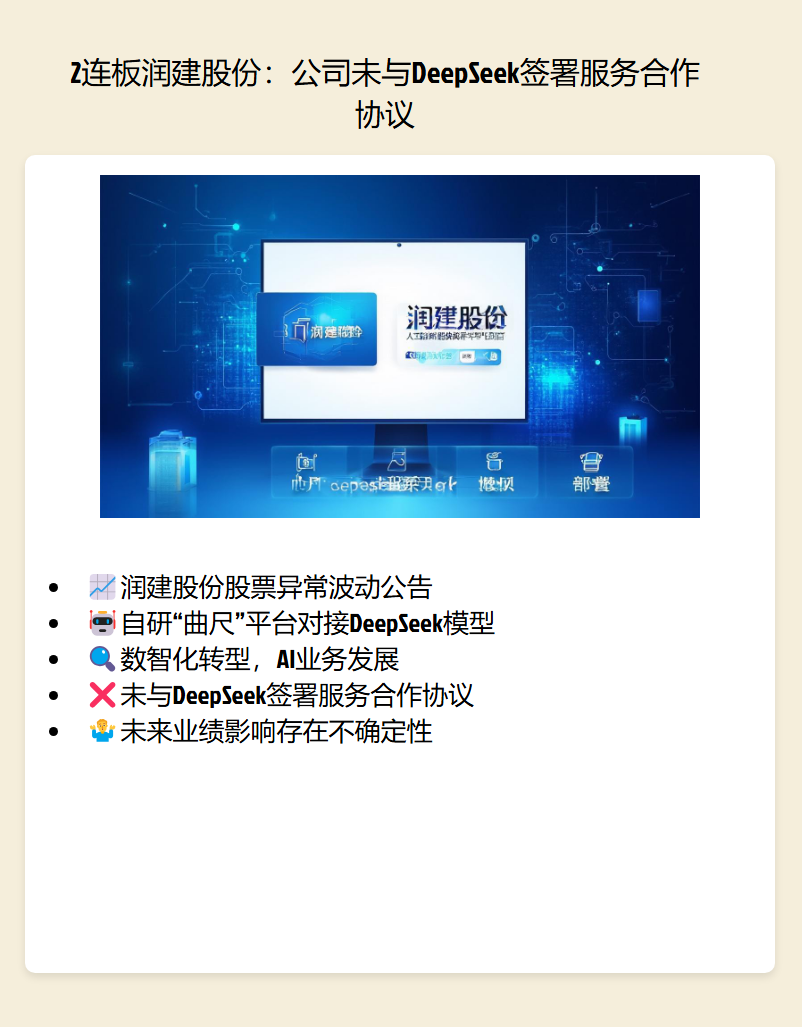 2连板润建股份：公司未与DeepSeek签署服务合作
协议
润建股份
部署
润建股份股票异常波动公告
自研“曲尺”平台对接DeepSeek模型
数智化转型，AI业务发展
未与DeepSeek签署服务合作协议
未来业绩影响存在不确定性